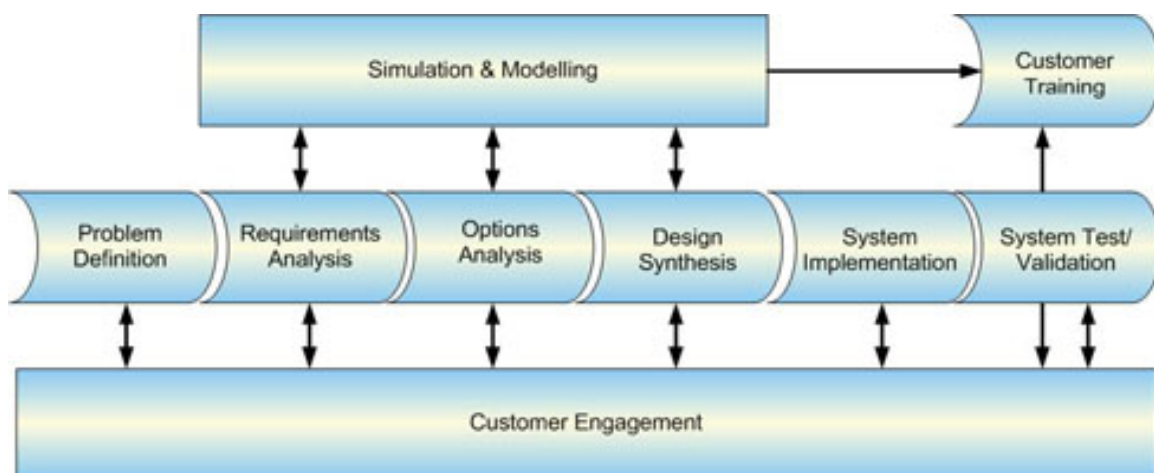 Simulation & Modelling
Customer
Training
Problem
Definition
Requirements
Analysis
Options
Analysis
Design
Synthesis
System
Implementation
System Test/
Validation
Customer Engagement